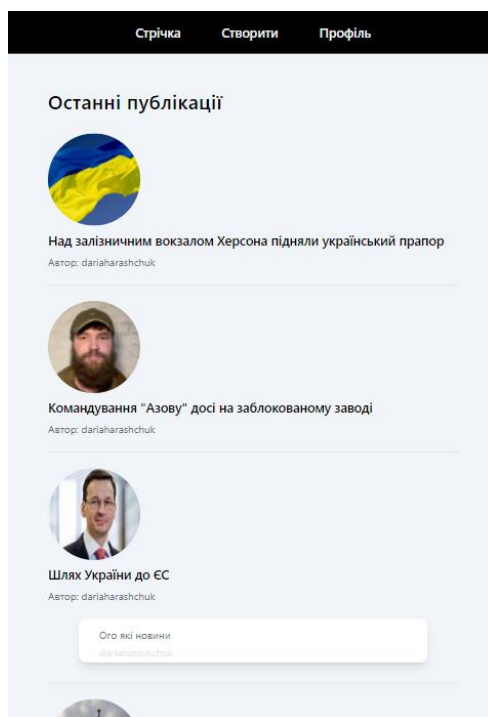 Стрічка Створити Профіль
Останні публікації
Над залізничним вокзалом Херсона підняли український прапор
Автор: dariaharashchuk
Командування "Азову" досі на заблокованому заводі
Автор: dariaharashchuk
Шлях України до ЄС
Автор: dariaharashchuk
Ого які новини
dariaharashchuk